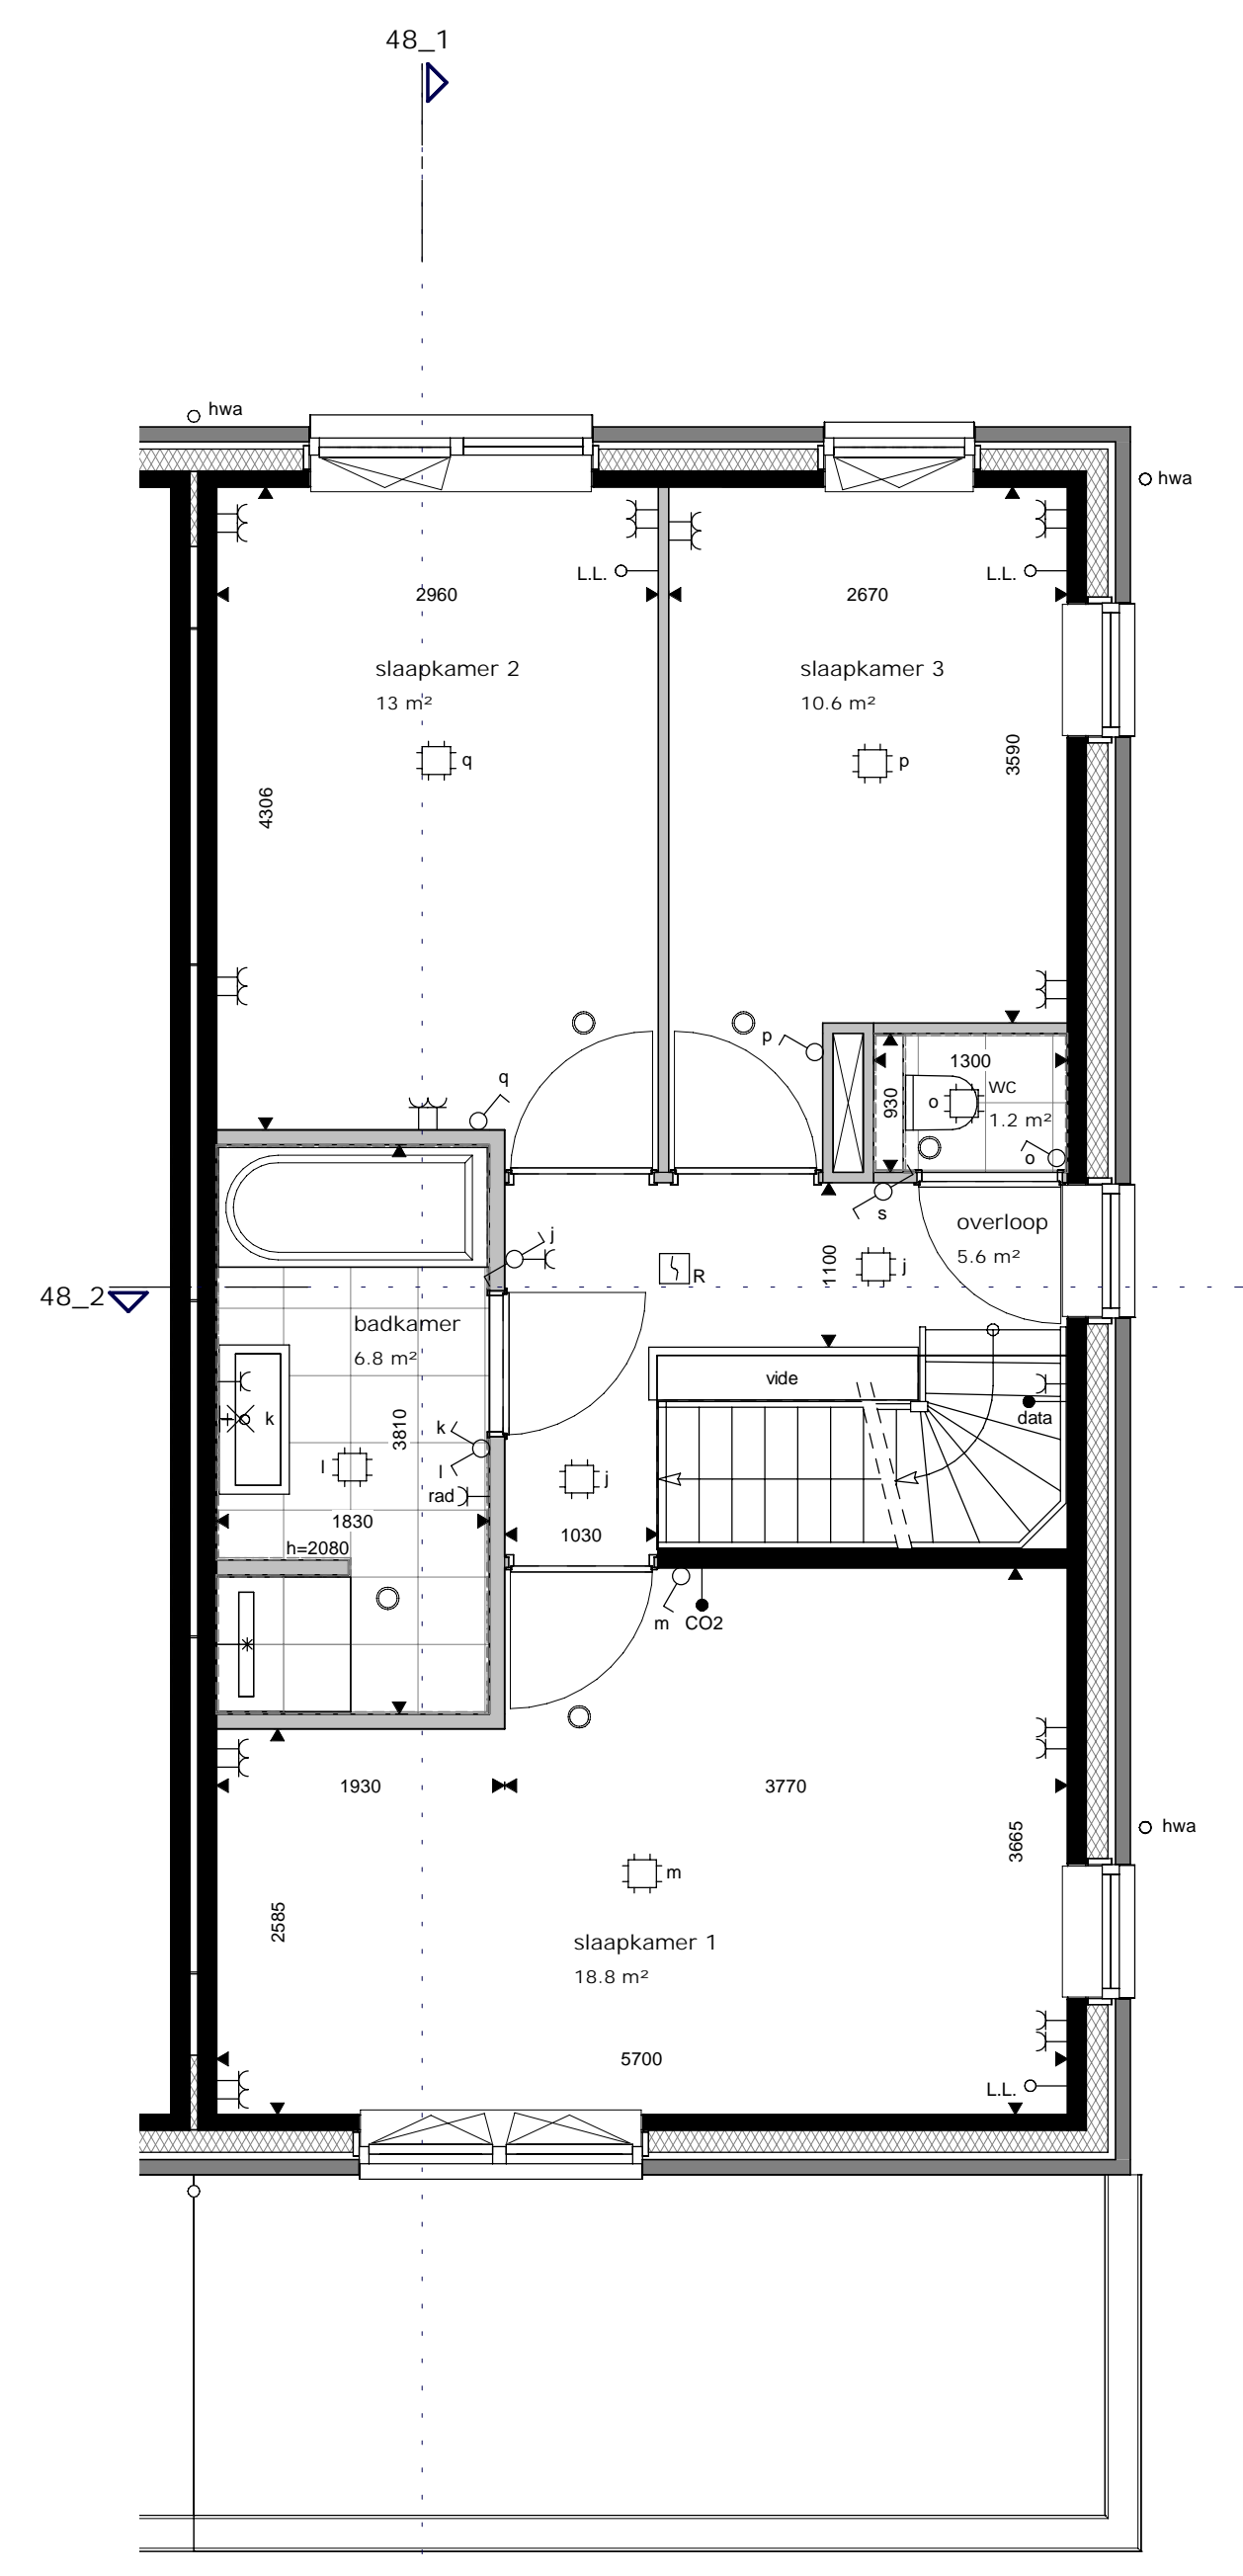 48_1
hwa
hwa
L.L.
L.L.
2960
2670
slaapkamer 2
13 m²
slaapkamer 3
10.6 m²
3590
q
p
4306
p
q
1300
930
o
WC
1.2 m²
o
s
j
overloop
5.6 m²
1100
j
R
48_2
badkamer
6.8 m²
vide
data
k
3810
k
l
l
rad
j
1830
1030
h=2080
m
CO2
1930
3770
hwa
3665
m
2585
slaapkamer 1
18.8 m²
5700
L.L.